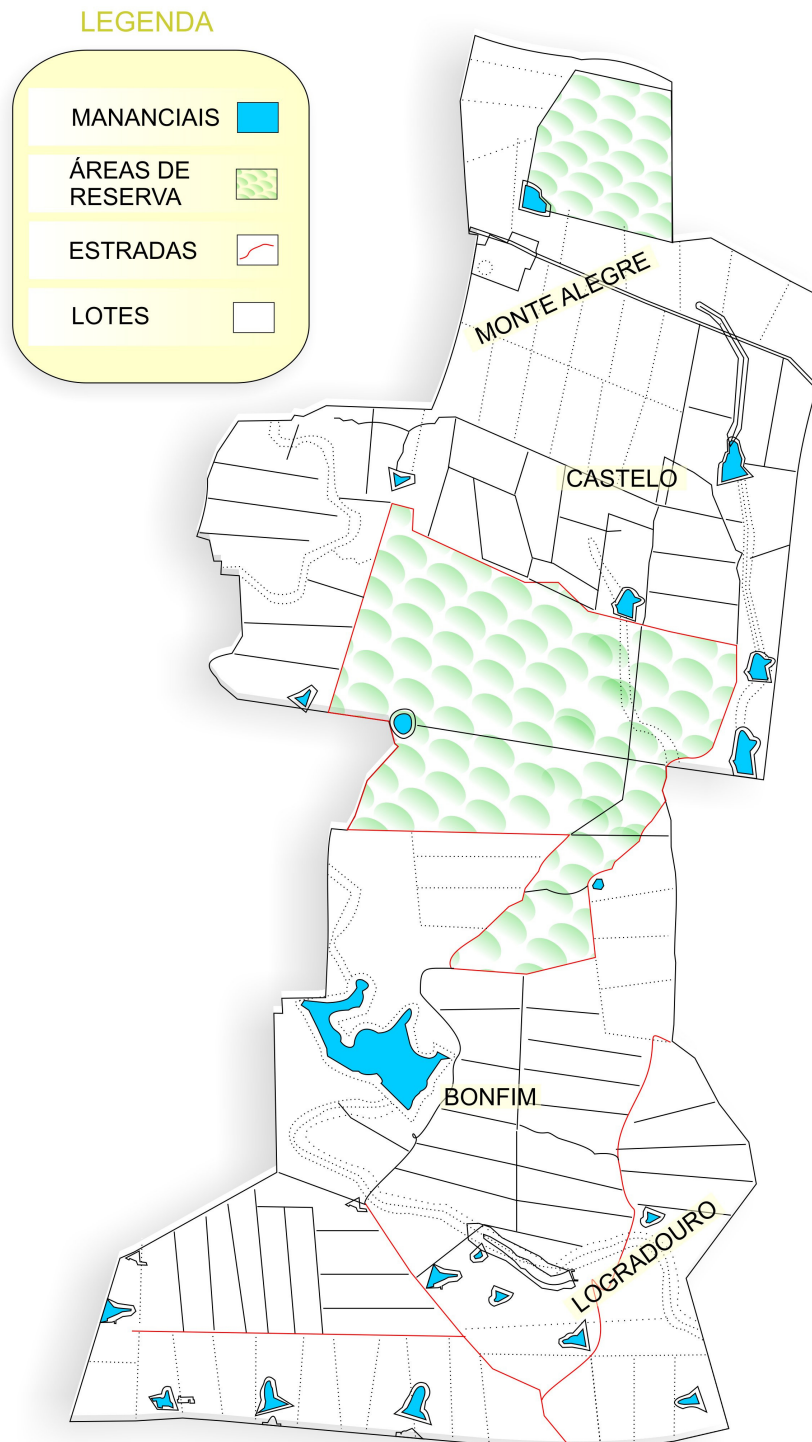 LEGENDA
MANANCIAIS
ÁREAS DE
RESERVA
ESTRADAS
LOTES
MONTE ALEGRE
CASTELO
BONFIM
LOGRADOURO